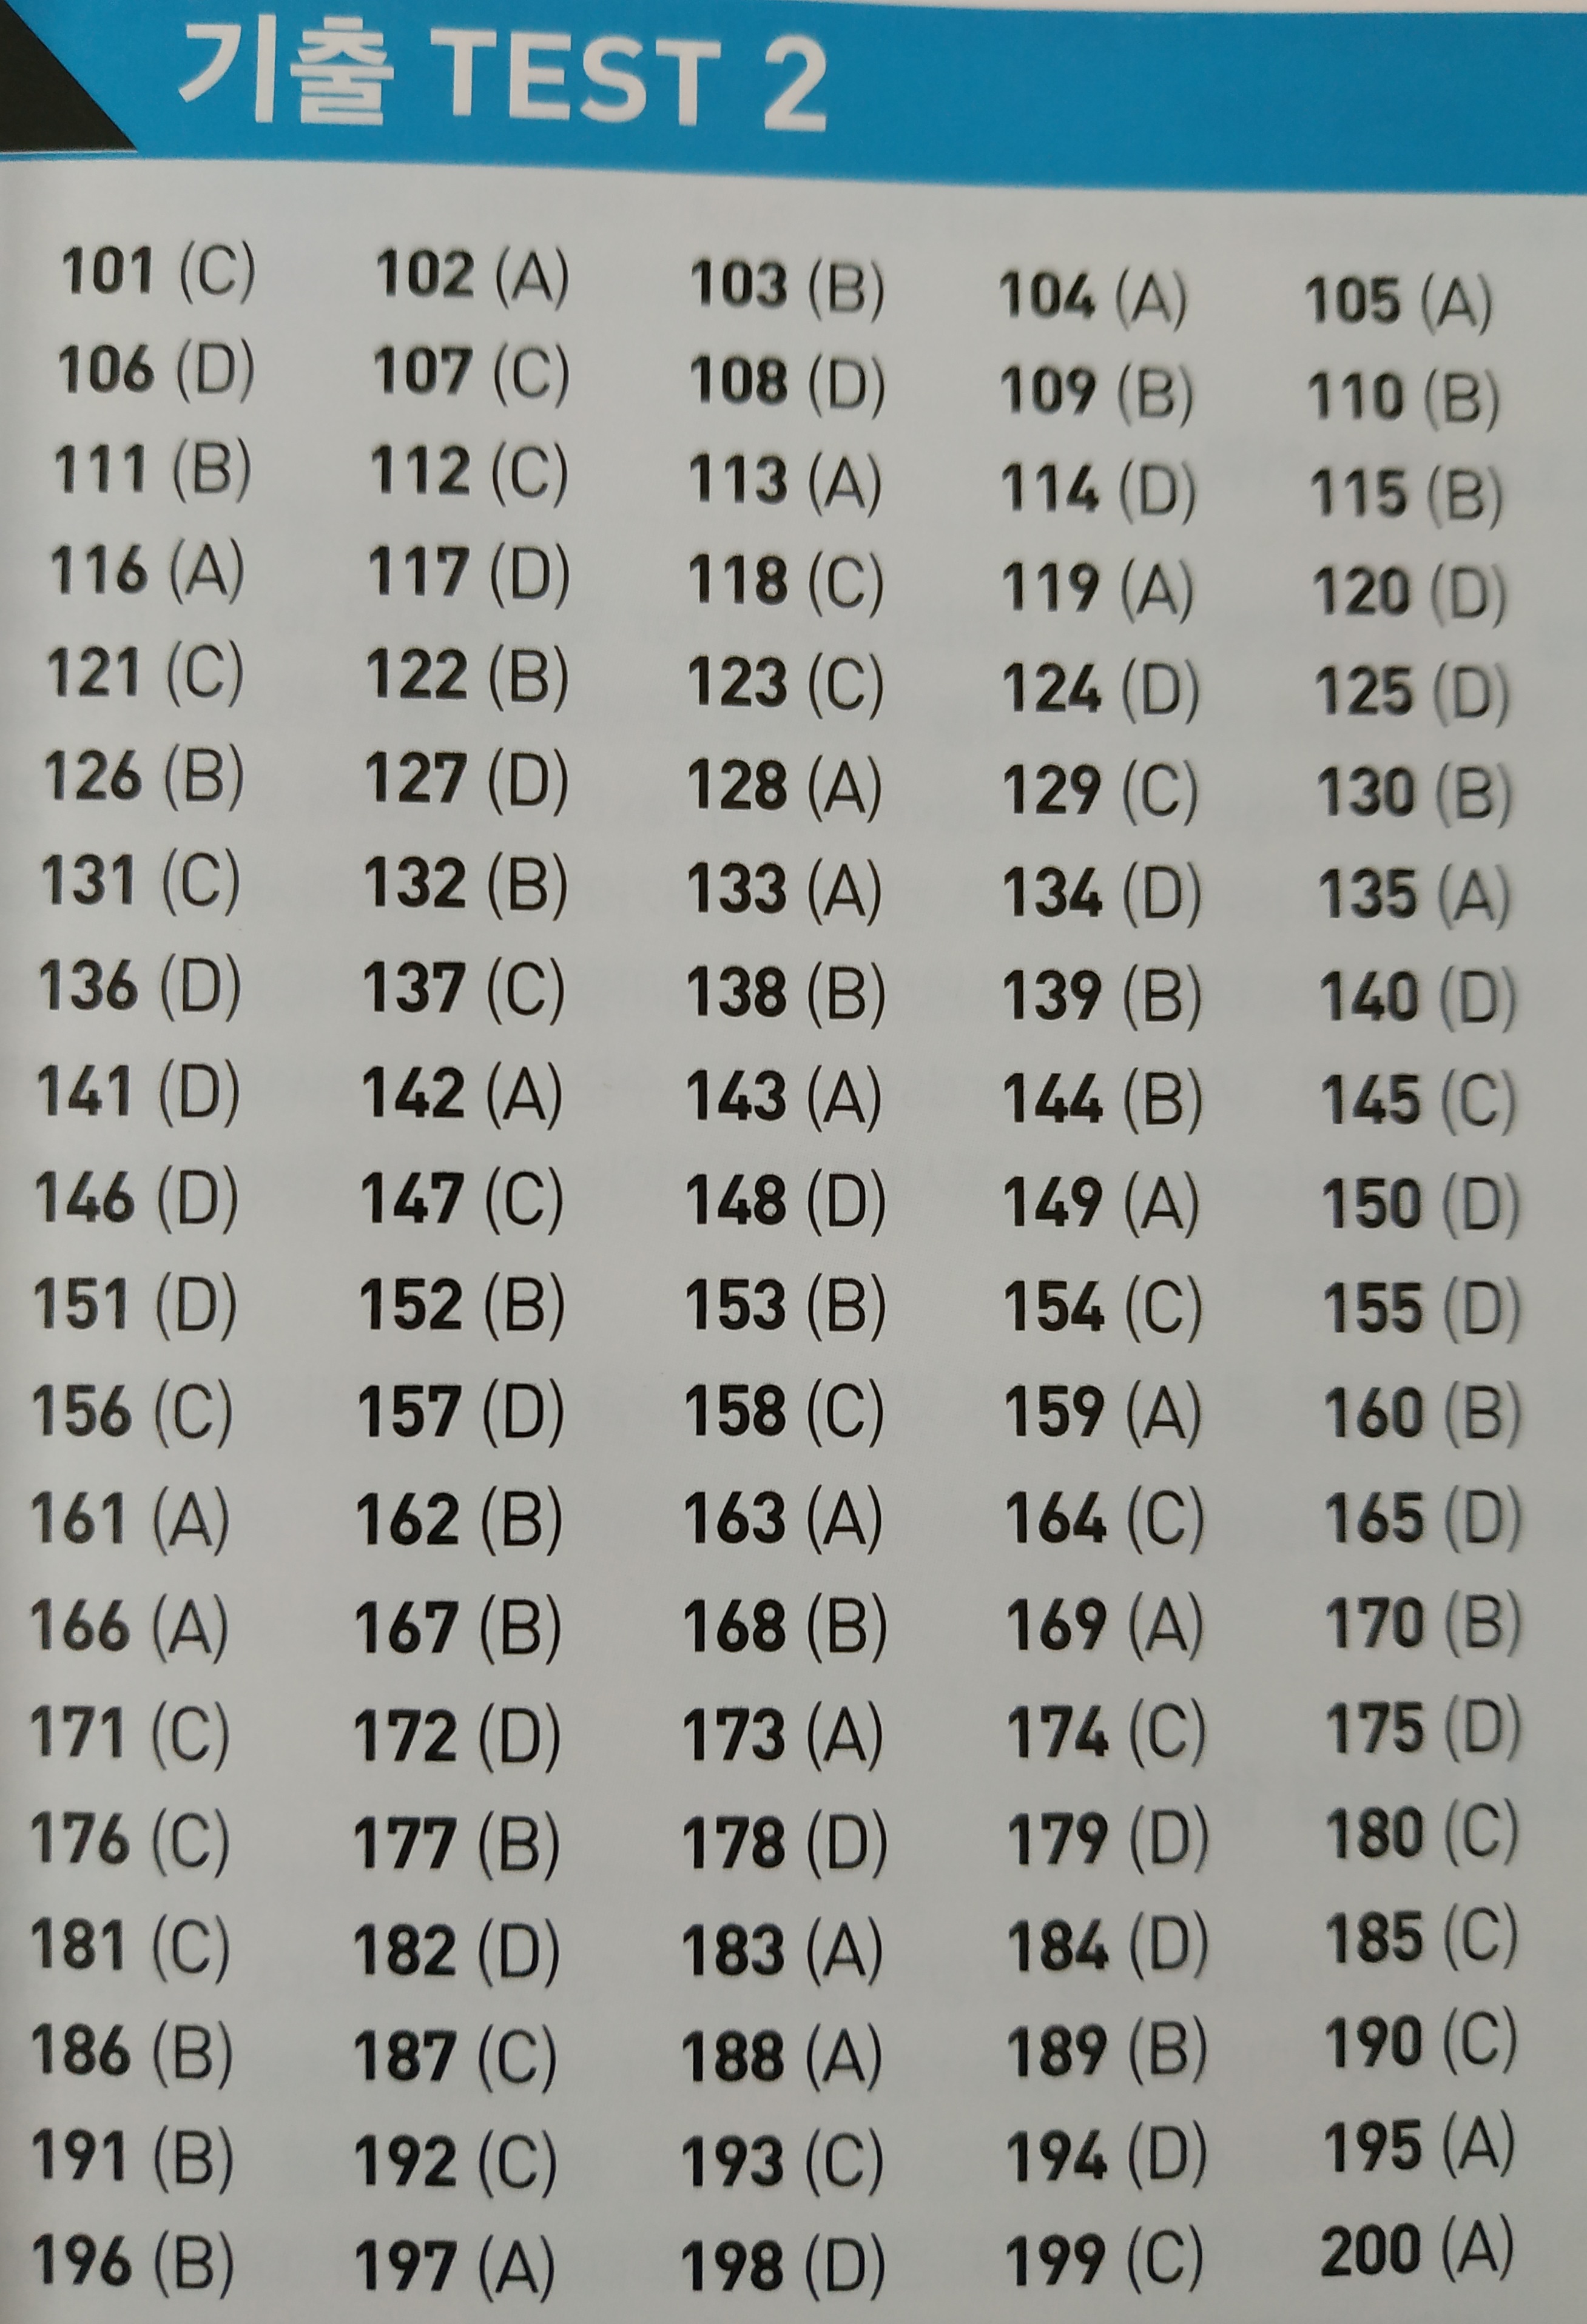 기출 TEST 2
101 (C) 102 (A) 103 (B) 104 (A) 105 (A)
106 (D) 107 (C) 108 (D) 109 (B) 110 (B)
111 (B) 112 (C) 113 (A) 114 (D) 115 (B)
116 (A) 117 (D) 118 (C) 119 (A) 120 (D)
121 (C) 122 (B) 123 (C) 124 (D) 125 (D)
126 (B) 127 (D) 128 (A) 129 (C) 130 (B)
131 (C) 132 (B) 133 (A) 134 (D) 135 (A)
136 (D) 137 (C) 138 (B) 139 (B) 140 (D)
141 (D) 142 (A) 143 (A) 144 (B) 145 (C)
146 (D) 147 (C) 148 (D) 149 (A) 150 (D)
151 (D) 152 (B) 153 (B) 154 (C) 155 (D)
156 (C) 157 (D) 158 (C) 159 (A) 160 (B)
161 (A) 162 (B) 163 (A) 164 (C) 165 (D)
166 (A) 167 (B) 168 (B) 169 (A) 170 (B)
171 (C) 172 (D) 173 (A) 174 (C) 175 (D)
176 (C) 177 (B) 178 (D) 179 (D) 180 (C)
181 (C) 182 (D) 183 (A) 184 (D) 185 (C)
186 (B) 187 (C) 188 (A) 189 (B) 190 (C)
191 (B) 192 (C) 193 (C) 194 (D) 195 (A)
196 (B) 197 (A) 198 (D) 199 (C) 200 (A)